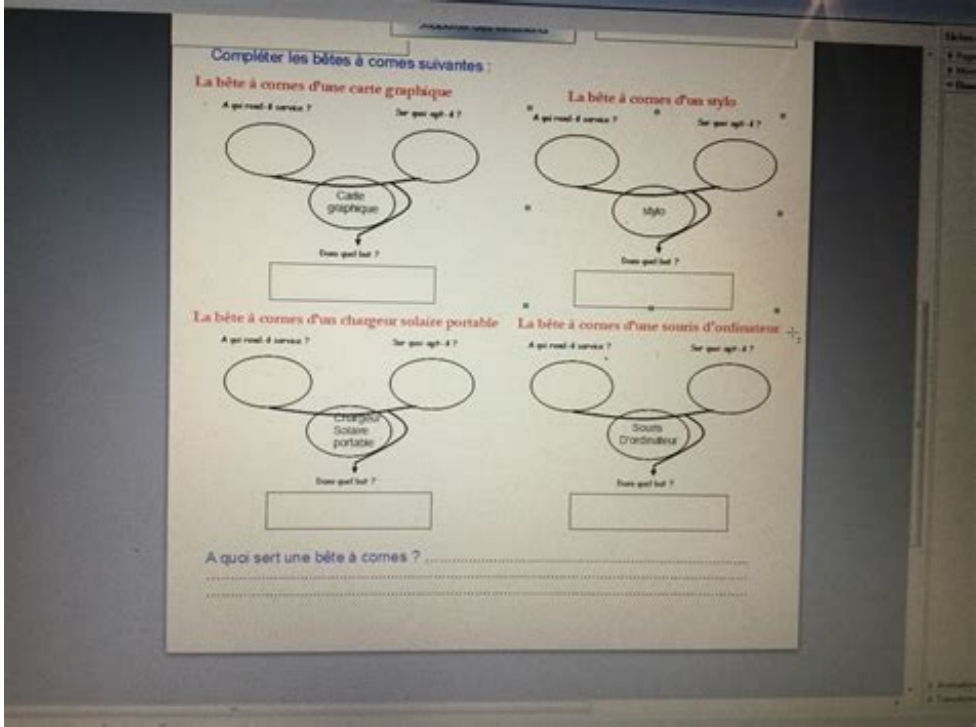 Compléter les bêtes à cornes suivantes :
La bête à cornes d'une carte graphique
La bête à cornes d'un stylo
A qui rend-il service ?
Sur quoi agit-il ?
A qui rend-il service ?
Sur quoi agit-il ?
Carte
graphique
stylo
Dans quel but ?
Dans quel but ?
La bête à cornes d'un chargeur solaire portable
La bête à cornes d'une souris d'ordinateur
A qui rend-il service ?
Sur quoi agit-il ?
A qui rend-il service ?
Sur quoi agit-il ?
Chargeur
Solaire
portable
Souris
D'ordinateur
Dans quel but ?
Dans quel but ?
A quoi sert une bête à cornes ?